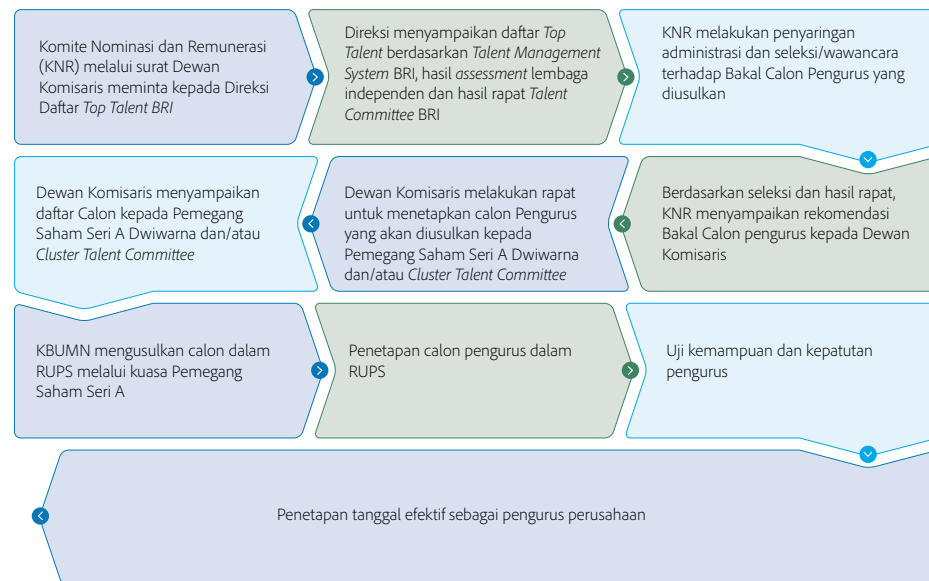 Komite Nominasi dan Remunerasi
(KNR) melalui surat Dewan
Komisaris meminta kepada Direksi
Daftar Top Talent BRI
Direksi menyampaikan daftar Top
Talent berdasarkan Talent Management
System BRI, hasil assessment lembaga
independen dan hasil rapat Talent
Committee BRI
KNR melakukan penyaringan
administrasi dan seleksi/wawancara
terhadap Bakal Calon Pengurus yang
diusulkan
Berdasarkan seleksi dan hasil rapat,
KNR menyampaikan rekomendasi
Bakal Calon pengurus kepada Dewan
Komisaris
Dewan Komisaris melakukan rapat
untuk menetapkan calon Pengurus
yang akan diusulkan kepada
Pemegang Saham Seri A Dwiwarna
dan/atau Cluster Talent Committee
Dewan Komisaris menyampaikan
daftar Calon kepada Pemegang
Saham Seri A Dwiwarna dan/atau
Cluster Talent Committee
KBUMN mengusulkan calon dalam
RUPS melalui kuasa Pemegang
Saham Seri A
Penetapan calon pengurus dalam
RUPS
Uji kemampuan dan kepatutan
pengurus
Penetapan tanggal efektif sebagai pengurus perusahaan